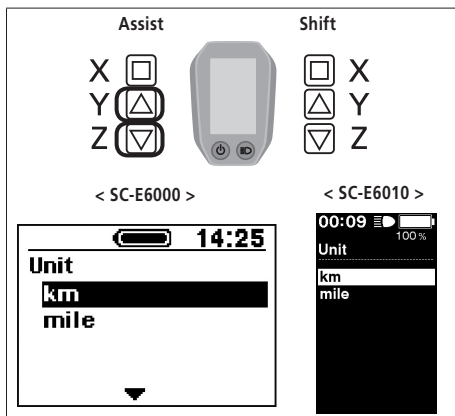 Assist Shift
X X
Y Y
Z Z
< SC-E6000 > < SC-E6010 >
14:25
Unit
km
mile
00:09
100%
Unit
km
mile